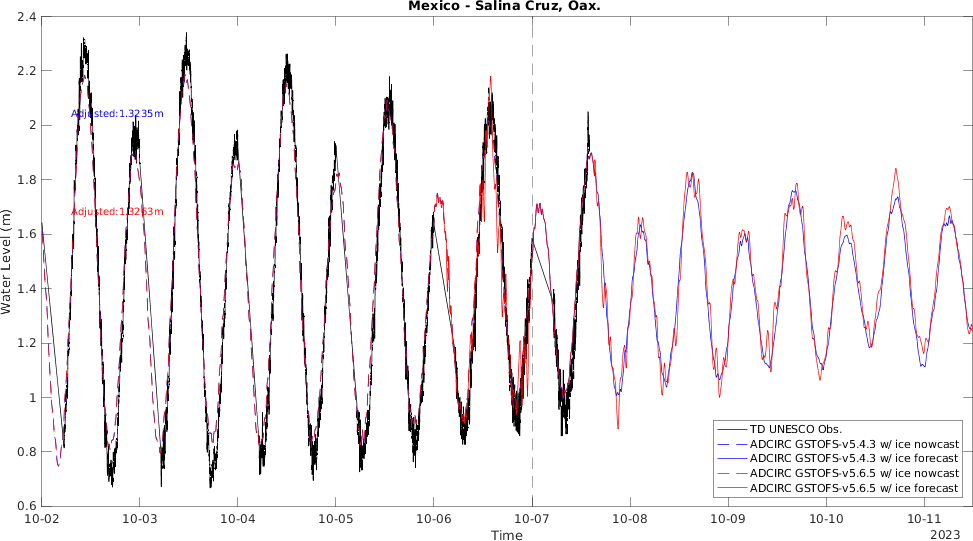 Mexico - Salina Cruz, Oax.
2.4
2.2
2
1.8
1.6
1.4
1.2
1
0.8
0.6
Water Level (m)
Adjusted:1.3235m
Adjusted:1.3263m
TD UNESCO Obs.
ADCIRC GSTOFS-v5.4.3 w/ ice nowcast
ADCIRC GSTOFS-v5.4.3 w/ ice forecast
ADCIRC GSTOFS-v5.6.5 w/ ice nowcast
ADCIRC GSTOFS-v5.6.5 w/ ice forecast
10-02 10-03 10-04 10-05 10-06 10-07 10-08 10-09 10-10 10-11
Time
2023